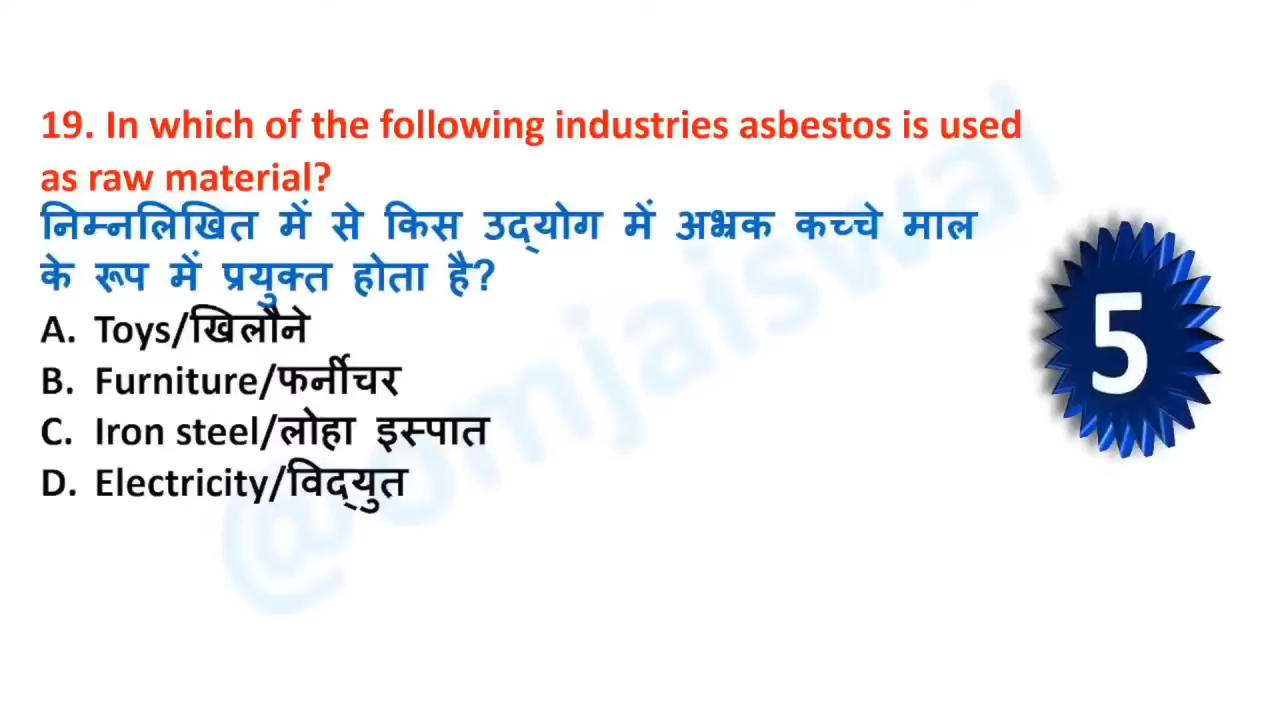 19. In which of the following industries asbestos is used
as raw material?
निम्नलिखित में से किस उद्योग में अभ्रक कच्चे माल
के रूप में प्रयुक्त होता है?
A. Toys/खिलौने
B. Furniture/फर्नीचर
C. Iron steel/लोहा इस्पात
D. Electricity/विद्युत
5
@omjaiswal